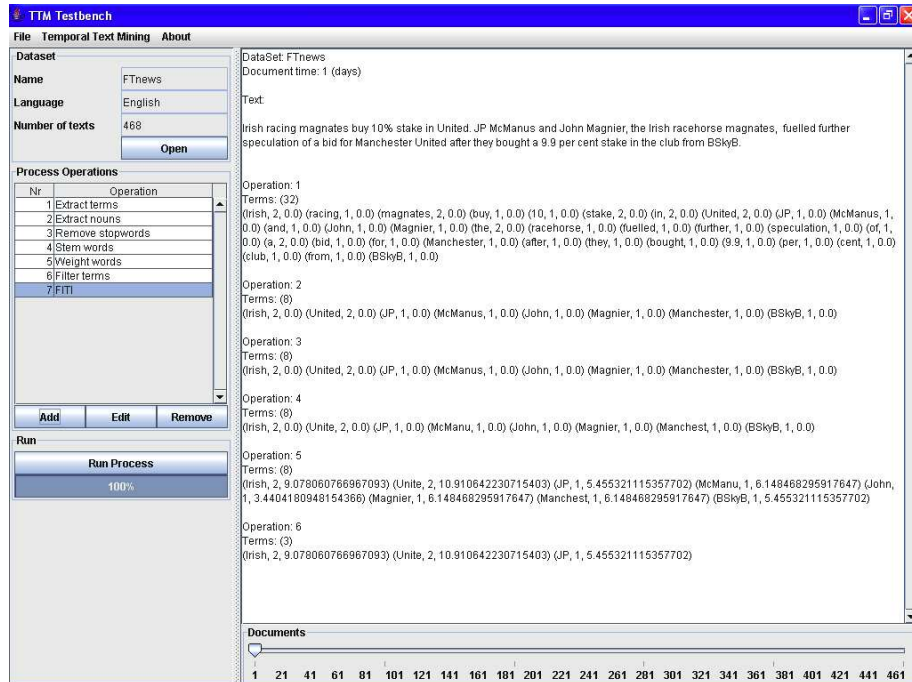 TTM Testbench
File Temporal Text Mining About
Dataset
Name FTnews
Language English
Number of texts 468
Open
Process Operations
Nr Operation
1 Extract terms
2 Extract nouns
3 Remove stopwords
4 Stem words
5 Weight words
6 Filter terms
7 FITI
Add Edit Remove
Run
Run Process
100%
DataSet: FTnews
Document time: 1 (days)
Text:
Irish racing magnates buy 10% stake in United. JP McManus and John Magnier, the Irish racehorse magnates, fuelled further
speculation of a bid for Manchester United after they bought a 9.9 per cent stake in the club from BSkyB.
Operation: 1
Terms: (32)
(Irish, 2, 0.0) (racing, 1, 0.0) (magnates, 2, 0.0) (buy, 1, 0.0) (10, 1, 0.0) (stake, 2, 0.0) (in, 2, 0.0) (United, 2, 0.0) (JP, 1, 0.0) (McManus, 1,
0.0) (and, 1, 0.0) (John, 1, 0.0) (Magnier, 1, 0.0) (the, 2, 0.0) (racehorse, 1, 0.0) (fuelled, 1, 0.0) (further, 1, 0.0) (speculation, 1, 0.0) (of, 1,
0.0) (a, 2, 0.0) (bid, 1, 0.0) (for, 1, 0.0) (Manchester, 1, 0.0) (after, 1, 0.0) (they, 1, 0.0) (bought, 1, 0.0) (9.9, 1, 0.0) (per, 1, 0.0) (cent, 1, 0.0)
(club, 1, 0.0) (from, 1, 0.0) (BSkyB, 1, 0.0)
Operation: 2
Terms: (8)
(Irish, 2, 0.0) (United, 2, 0.0) (JP, 1, 0.0) (McManus, 1, 0.0) (John, 1, 0.0) (Magnier, 1, 0.0) (Manchester, 1, 0.0) (BSkyB, 1, 0.0)
Operation: 3
Terms: (8)
(Irish, 2, 0.0) (United, 2, 0.0) (JP, 1, 0.0) (McManus, 1, 0.0) (John, 1, 0.0) (Magnier, 1, 0.0) (Manchester, 1, 0.0) (BSkyB, 1, 0.0)
Operation: 4
Terms: (8)
(Irish, 2, 0.0) (Unite, 2, 0.0) (JP, 1, 0.0) (McManu, 1, 0.0) (John, 1, 0.0) (Magnier, 1, 0.0) (Manchest, 1, 0.0) (BSkyB, 1, 0.0)
Operation: 5
Terms: (8)
(Irish, 2, 9.078060766967093) (Unite, 2, 10.910642230715403) (JP, 1, 5.455321115357702) (McManu, 1, 6.148468295917647) (John,
1, 3.4404180948154366) (Magnier, 1, 6.148468295917647) (Manchest, 1, 6.148468295917647) (BSkyB, 1, 5.455321115357702)
Operation: 6
Terms: (3)
(Irish, 2, 9.078060766967093) (Unite, 2, 10.910642230715403) (JP, 1, 5.455321115357702)
Documents
1 21 41 61 81 101 121 141 161 181 201 221 241 261 281 301 321 341 361 381 401 421 441 461